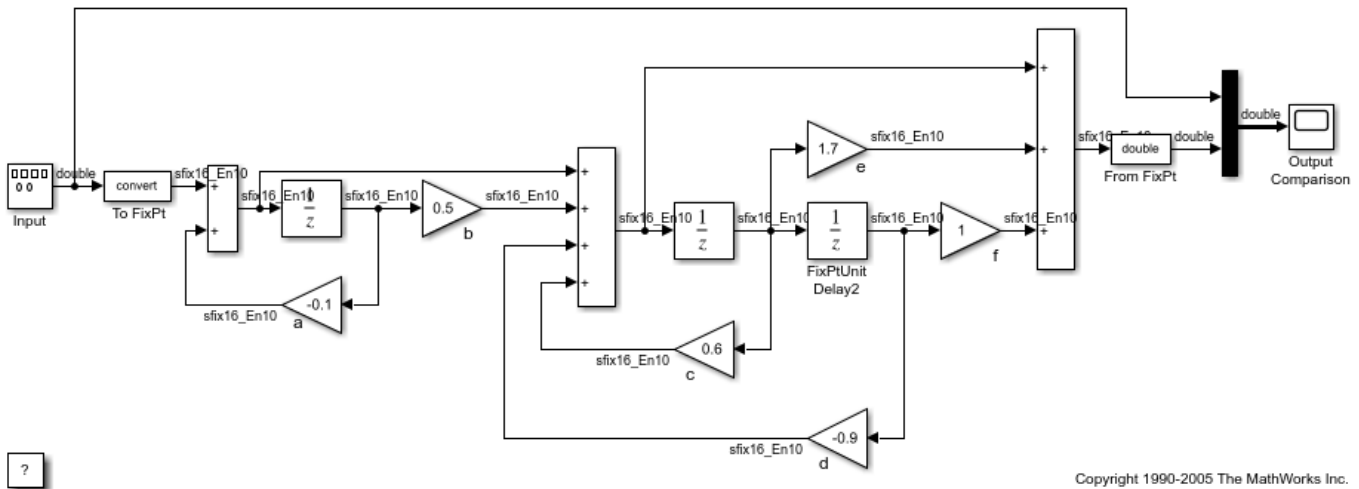 double
sfix16_En10
convert
To FixPt
Input
+
+
sfix16_En10
1
z
sfix16_En10
0.5
b
sfix16_En10
-0.1
a
sfix16_En10
+
+
+
+
sfix16_En10
1
z
sfix16_En10
1
z
FixPtUnit
Delay2
sfix16_En10
1.7
e
sfix16_En10
1
f
sfix16_En10
0.6
c
sfix16_En10
-0.9
d
sfix16_En10
+
+
+
sfix16_En10
double
From FixPt
double
double
Output
Comparison
?
Copyright 1990-2005 The MathWorks Inc.